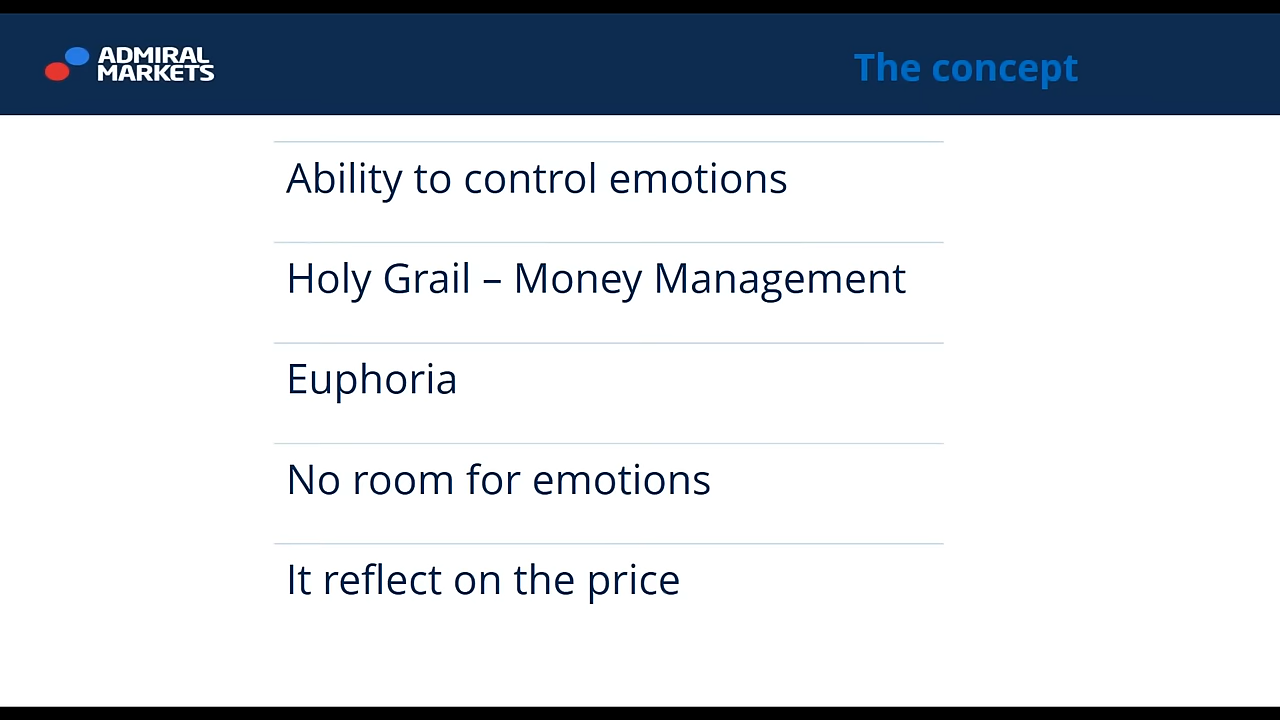 ADMIRAL
MARKETS
The concept
Ability to control emotions
Holy Grail – Money Management
Euphoria
No room for emotions
It reflect on the price